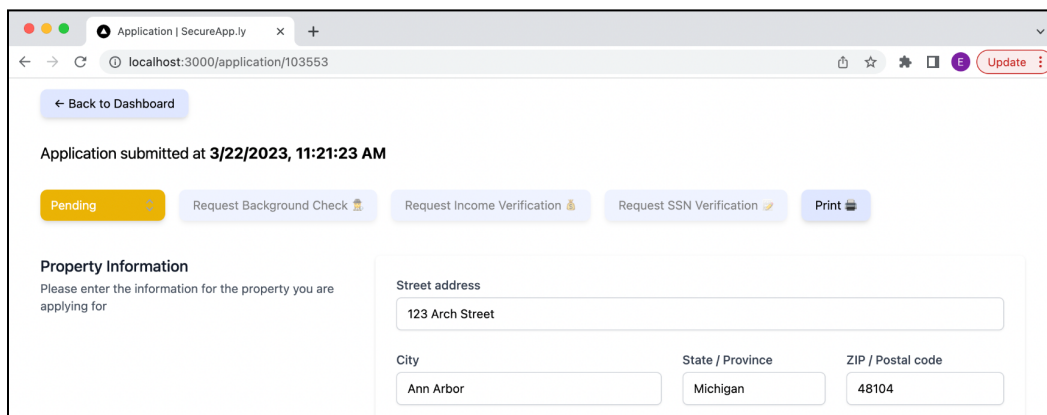 Application | SecureApp.ly
localhost:3000/application/103553
E
Update
← Back to Dashboard
Application submitted at 3/22/2023, 11:21:23 AM
Pending
Request Background Check
Request Income Verification
Request SSN Verification
Print
Property Information
Please enter the information for the property you are
applying for
Street address
123 Arch Street
City
State / Province
ZIP / Postal code
Ann Arbor
Michigan
48104